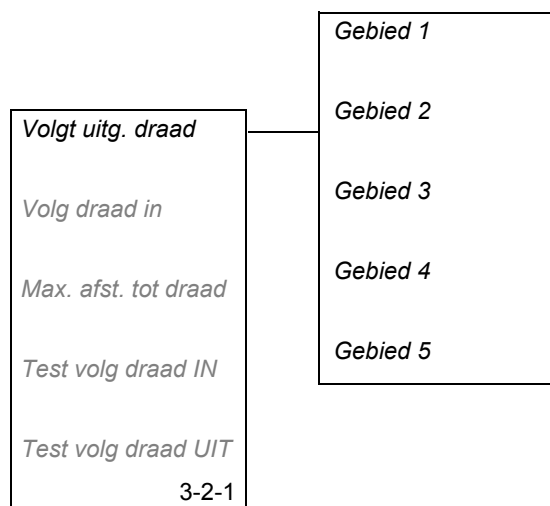 Volgt uitg. draad
Volg draad in
Max. afst. tot draad
Test volg draad IN
Test volg draad UIT
3-2-1
Gebied 1
Gebied 2
Gebied 3
Gebied 4
Gebied 5